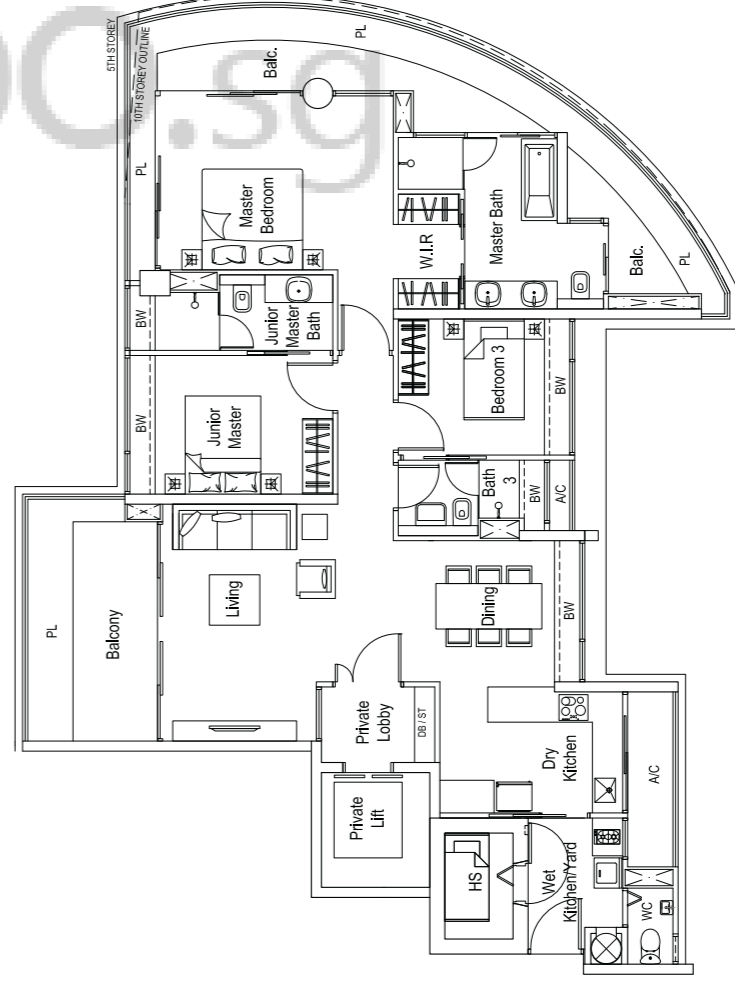 OC.sg
5TH STOREY
10TH STOREY OUTLINE
PL
Balc.
PL
Master
Bedroom
W.I.R
Master Bath
Balc.
PL
BW
Junior
Master
Bath
BW
Junior
Master
Bedroom 3
BW
Bath
3
BW
A/C
PL
Balcony
Living
Dining
BW
Private
Lobby
DB / ST
Dry
Kitchen
A/C
Private
Lift
HS
Wet
Kitchen/Yard
WC